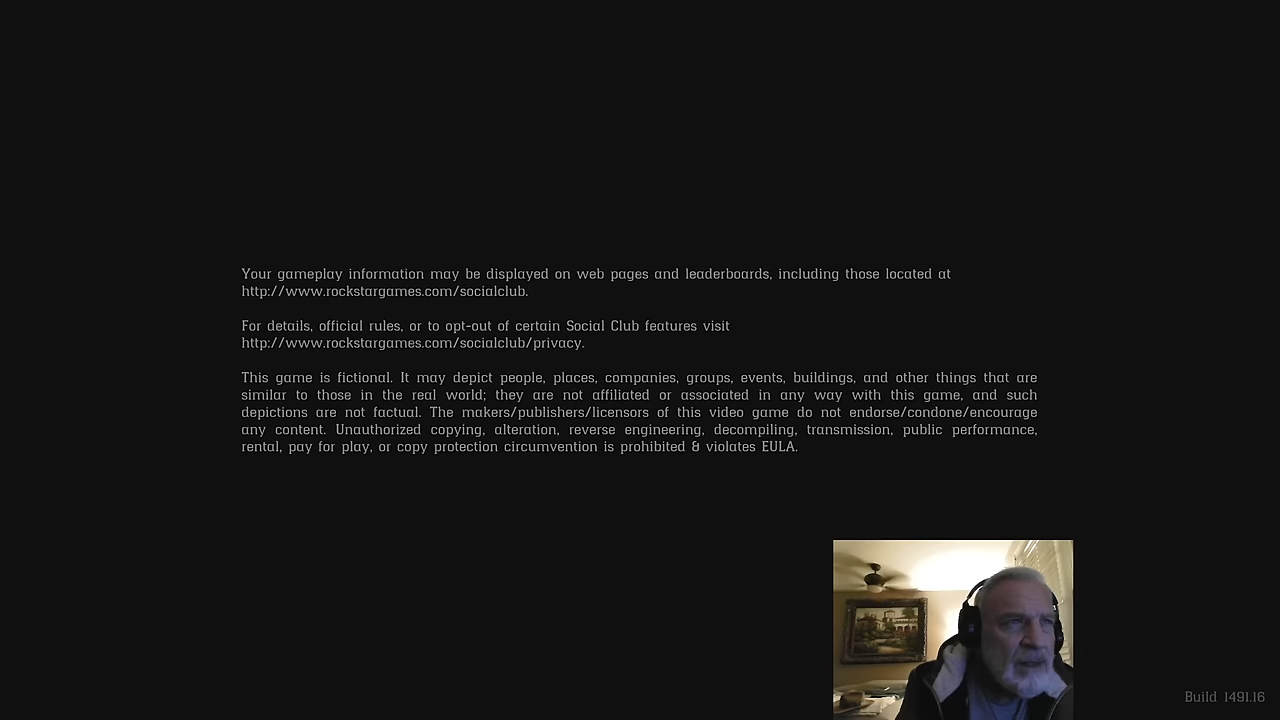 Your gameplay information may be displayed on web pages and leaderboards, including those located at
http://www.rockstargames.com/socialclub.
For details, official rules, or to opt-out of certain Social Club features visit
http://www.rockstargames.com/socialclub/privacy.
This game is fictional. It may depict people, places, companies, groups, events, buildings, and other things that are
similar to those in the real world; they are not affiliated or associated in any way with this game, and such
depictions are not factual. The makers/publishers/licensors of this video game do not endorse/condone/encourage
any content. Unauthorized copying, alteration, reverse engineering, decompiling, transmission, public performance,
rental, pay for play, or copy protection circumvention is prohibited & violates EULA.
Build 1491.16